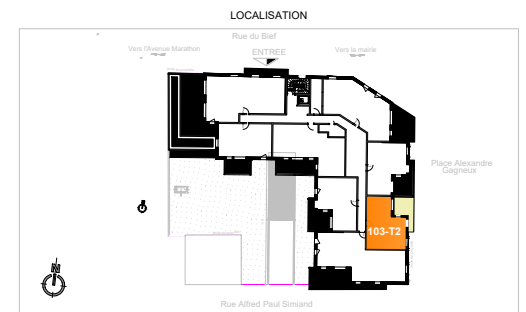 LOCALISATION
Rue du Bief
Vers l'Avenue Marathon
ENTREE
Vers la mairie
Place Alexandre
Gagneux
103-T2
N
Rue Alfred Paul Simiand